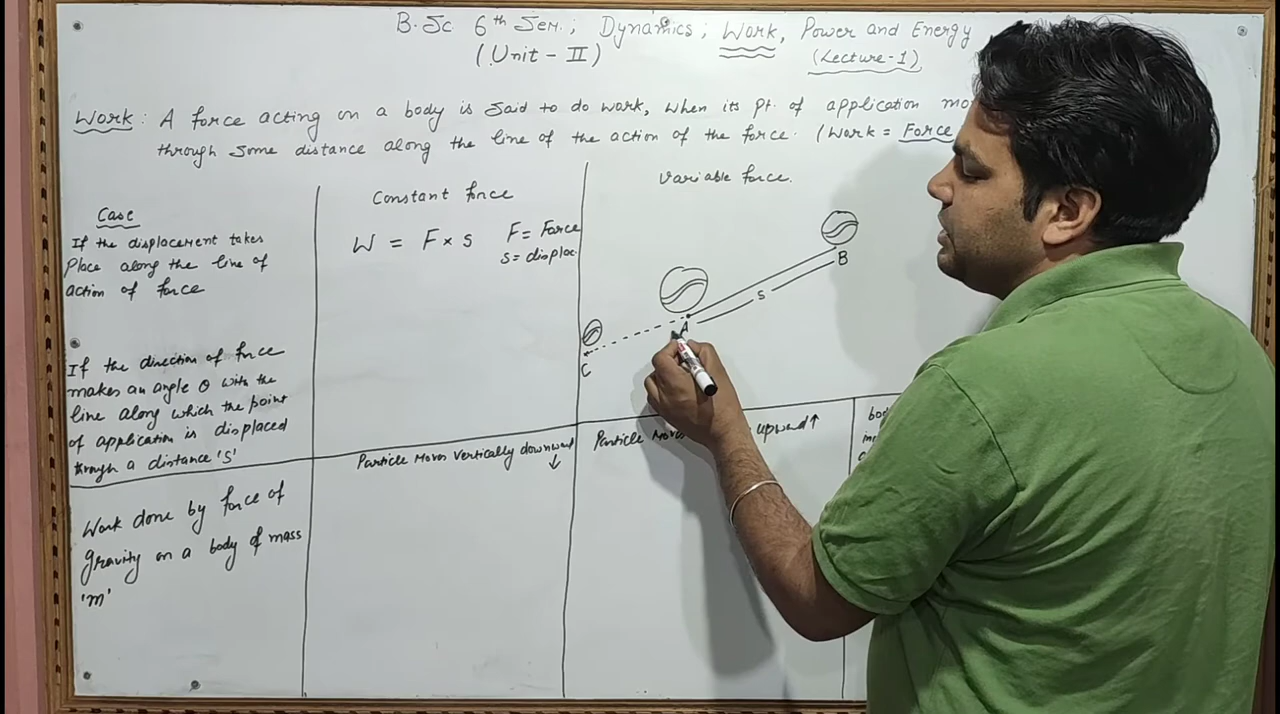 B.Sc 6th Sem.; Dynamics; Work, Power and Energy
(Unit - II) (Lecture-1)
Work: A force acting on a body is said to do work, when its pt. of application mo
through some distance along the line of the action of the force. (Work = Force
Case
If the displacement takes
Place along the line of
action of force
Constant force
W = F × s
F = Force
s = displac.
Variable force.
B
s
A
C
If the direction of force
makes an angle θ with the
line along which the point
of application is displaced
through a distance 's'
Particle Moves Vertically downward
↓
Particle Moves upward ↑
bod
Work done by force of
gravity on a body of mass
'm'